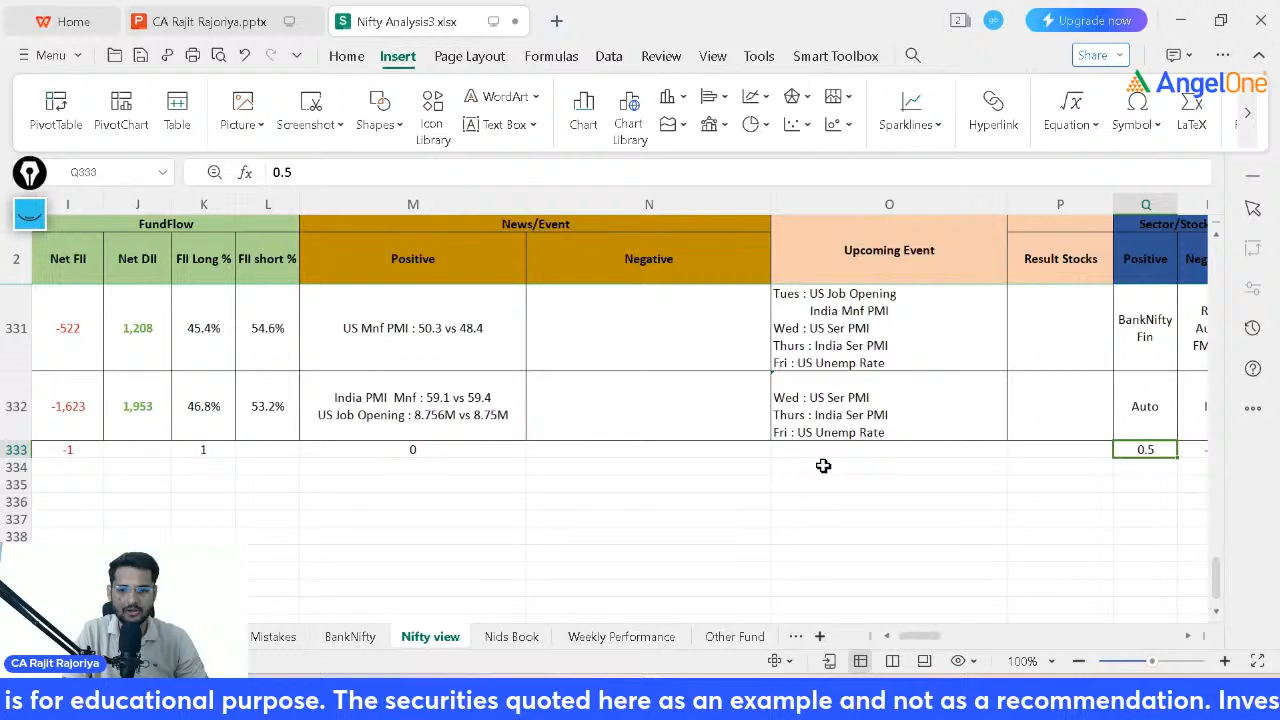 Home
CA Rajit Rajoriya.pptx
Nifty Analysis3.xlsx
2
Upgrade now
Menu
Home
Insert
Page Layout
Formulas
Data
Review
View
Tools
Smart Toolbox
Share
AngelOne
PivotTable
PivotChart
Table
Picture
Screenshot
Shapes
Icon
Library
WordArt
Text Box
Chart
Chart
Library
Sparklines
Hyperlink
Equation
Symbol
LaTeX
Q333
fx
0.5
I J K L M N O P Q
FundFlow
News/Event
Upcoming Event
Sector/Stock
2
Net FII
Net DII
FII Long %
FII short %
Positive
Negative
Result Stocks
Positive
Neg
331
-522
1,208
45.4%
54.6%
US Mnf PMI : 50.3 vs 48.4
Tues : US Job Opening
India Mnf PMI
Wed : US Ser PMI
Thurs : India Ser PMI
Fri : US Unemp Rate
BankNifty
Fin
332
-1,623
1,953
46.8%
53.2%
India PMI Mnf : 59.1 vs 59.4
US Job Opening : 8.756M vs 8.75M
Wed : US Ser PMI
Thurs : India Ser PMI
Fri : US Unemp Rate
Auto
333
-1
1
0
0.5
334
335
336
337
338
CA Rajit Rajoriya
Mistakes
BankNifty
Nifty view
Nids Book
Weekly Performance
Other Fund
100%
is for educational purpose. The securities quoted here as an example and not as a recommendation. Inves